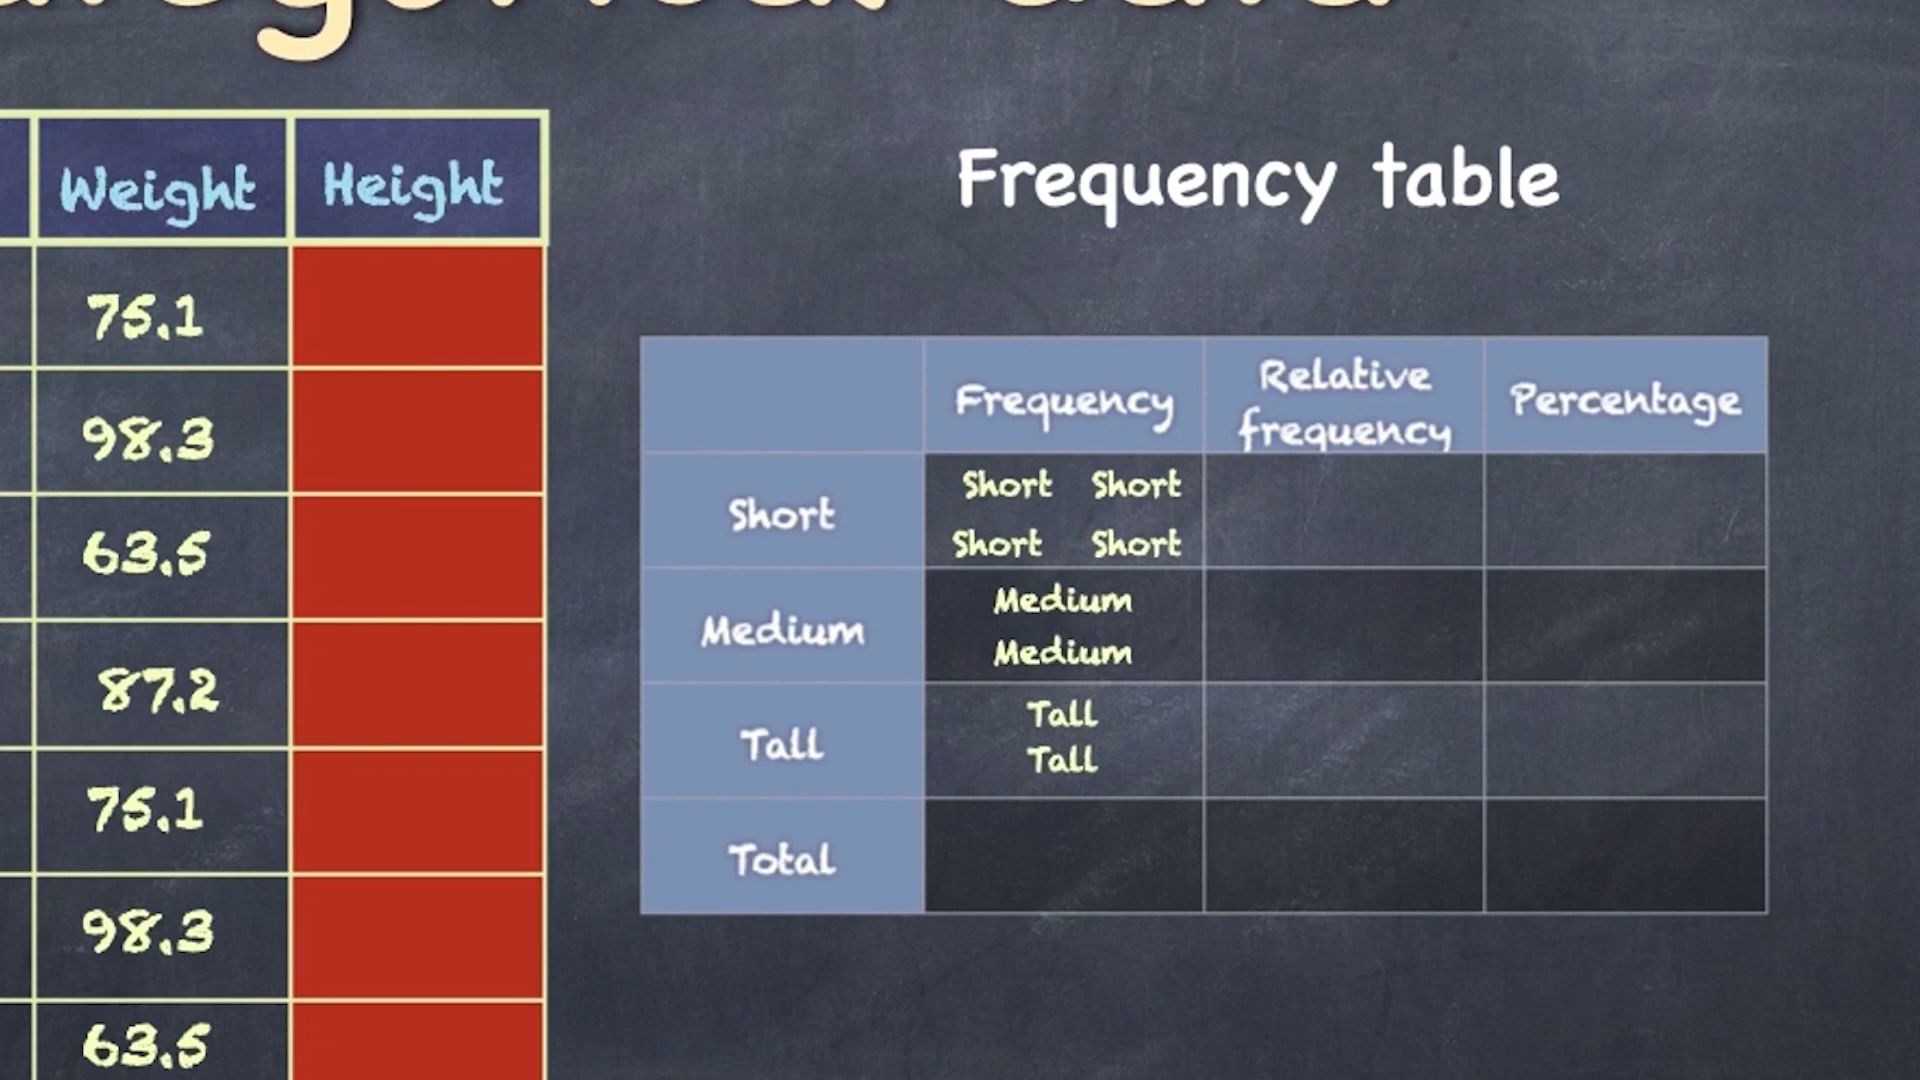 Weight Height
75.1
98.3
63.5
87.2
75.1
98.3
63.5
Frequency table
Frequency Relative frequency Percentage
Short Short Short
Short Short
Medium Medium
Medium
Tall Tall
Tall
Total